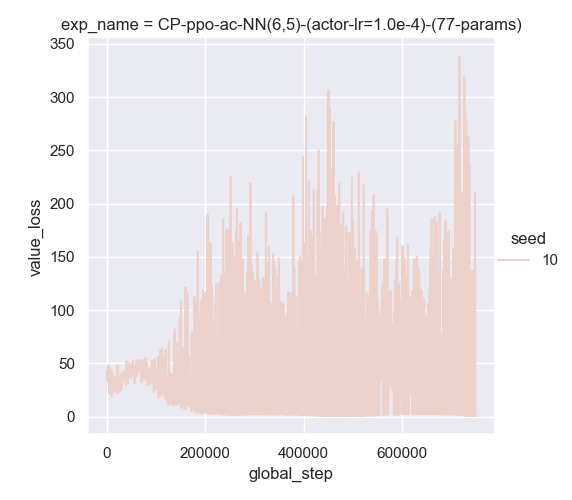 exp_name = CP-ppo-ac-NN(6,5)-(actor-lr=1.0e-4)-(77-params)
350
300
250
200
150
100
50
0
value_loss
0 200000 400000 600000
global_step
seed
10